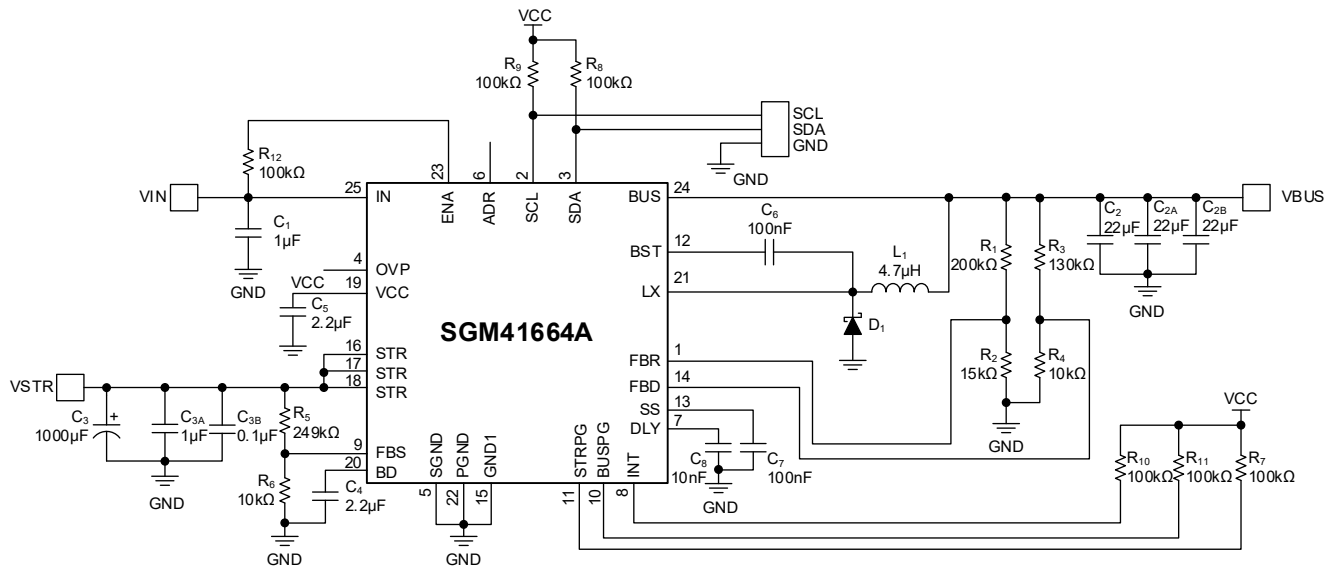 VCC
R9
100kΩ
R8
100kΩ
SCL
SDA
GND
GND
R12
100kΩ
23
6
2
3
ENA
ADR
SCL
SDA
VIN
25
IN
C1
1µF
GND
4
OVP
VCC
19
VCC
C5
2.2µF
SGM41664A
16
STR
17
STR
18
STR
VSTR
C3
1000µF
+
C3A
1µF
C3B
0.1µF
R5
249kΩ
GND
9
FBS
20
BD
R6
10kΩ
C4
2.2µF
GND
SGND
PGND
GND1
5
22
15
GND
STRPG
BUSPG
INT
11
10
8
BUS
24
VBUS
BST
12
C6
100nF
LX
21
L1
4.7µH
D1
R1
200kΩ
R3
130kΩ
C2
22µF
C2A
22µF
C2B
22µF
GND
FBR
1
FBD
14
SS
13
DLY
7
R2
15kΩ
R4
10kΩ
GND
C8
10nF
C7
100nF
GND
VCC
R10
100kΩ
R11
100kΩ
R7
100kΩ